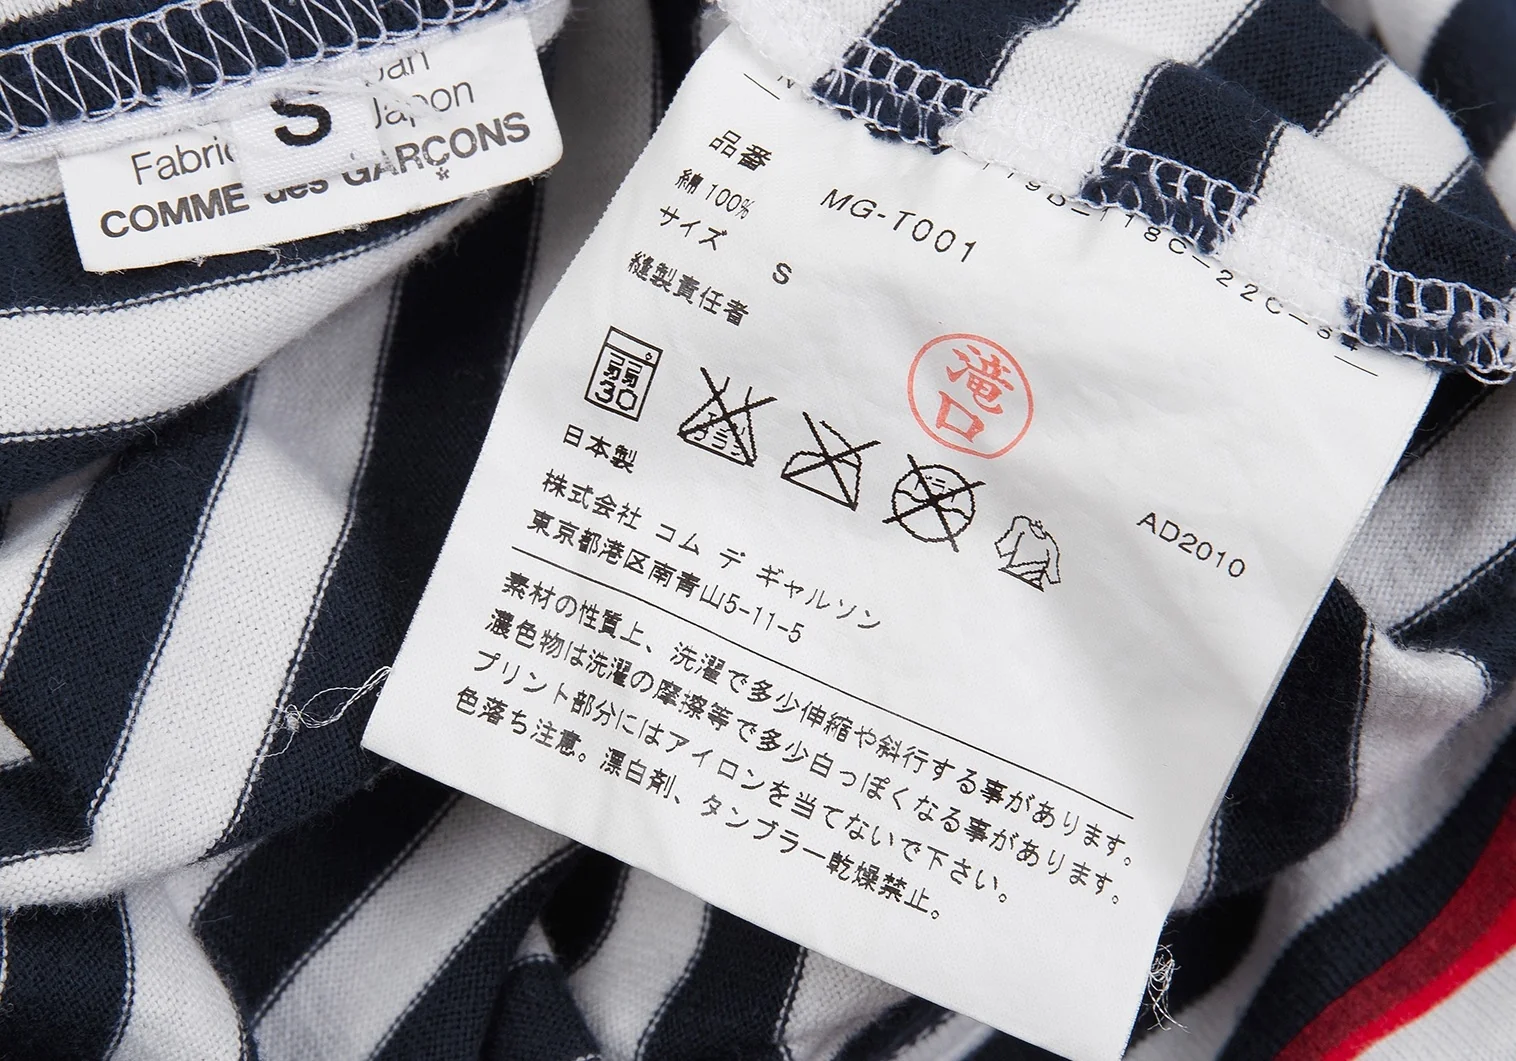 Japon
S
COMME des GARÇONS
品番 MG-T001
綿100%
サイズ S
縫製責任者
滝口
弱
30
日本製
AD2010
株式会社 コム デ ギャルソン
東京都港区南青山5-11-5
素材の性質上、洗濯で多少伸縮や斜行する事があります。
濃色物は洗濯の摩擦等で多少白っぽくなる事があります。
プリント部分にはアイロンを当てないで下さい。
色落ち注意。漂白剤、タンブラー乾燥禁止。